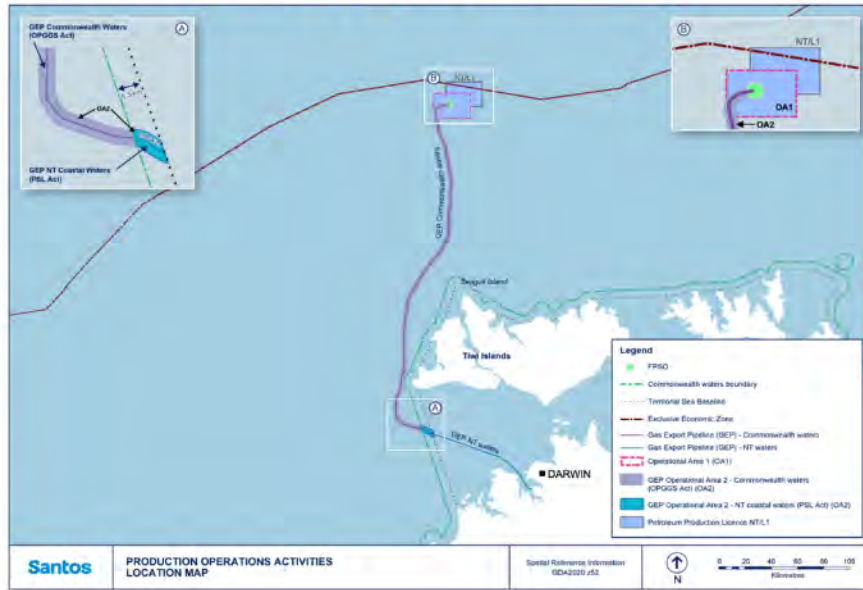 GEP Commonwealth Waters
(OPGGS Act)
A
OA2
GEP NT Coastal Waters
(PSL Act)
B
NT/L1
OA1
OA2
B
NT/L1
GEP Commonwealth waters
Seagull Island
Tiwi Islands
A
GEP NT waters
DARWIN
Legend
FPSO
Commonwealth waters boundary
Territorial Sea Baseline
Exclusive Economic Zone
Gas Export Pipeline (GEP) - Commonwealth waters
Gas Export Pipeline (GEP) - NT waters
Operational Area 1 (OA1)
GEP Operational Area 2 - Commonwealth waters
(OPGGS Act) (OA2)
GEP Operational Area 2 - NT coastal waters (PSL Act) (OA2)
Petroleum Production Licence NT/L1
Santos
PRODUCTION OPERATIONS ACTIVITIES
LOCATION MAP
Spatial Reference Information
GDA2020 z52
N
0 20 40 60 80 100
Kilometres